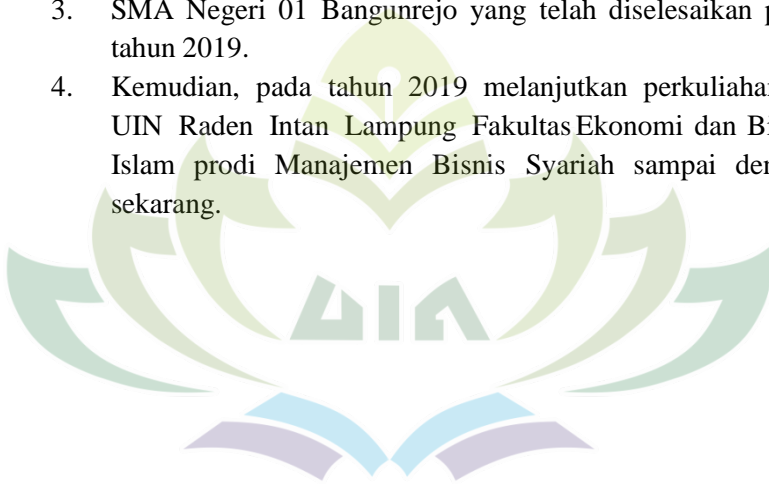 3. SMA Negeri 01 Bangunrejo yang telah diselesaikan
tahun 2019.
4. Kemudian, pada tahun 2019 melanjutkan perkuliahan
UIN Raden Intan Lampung Fakultas Ekonomi dan
Islam prodi Manajemen Bisnis Syariah sampai
sekarang.
UIN